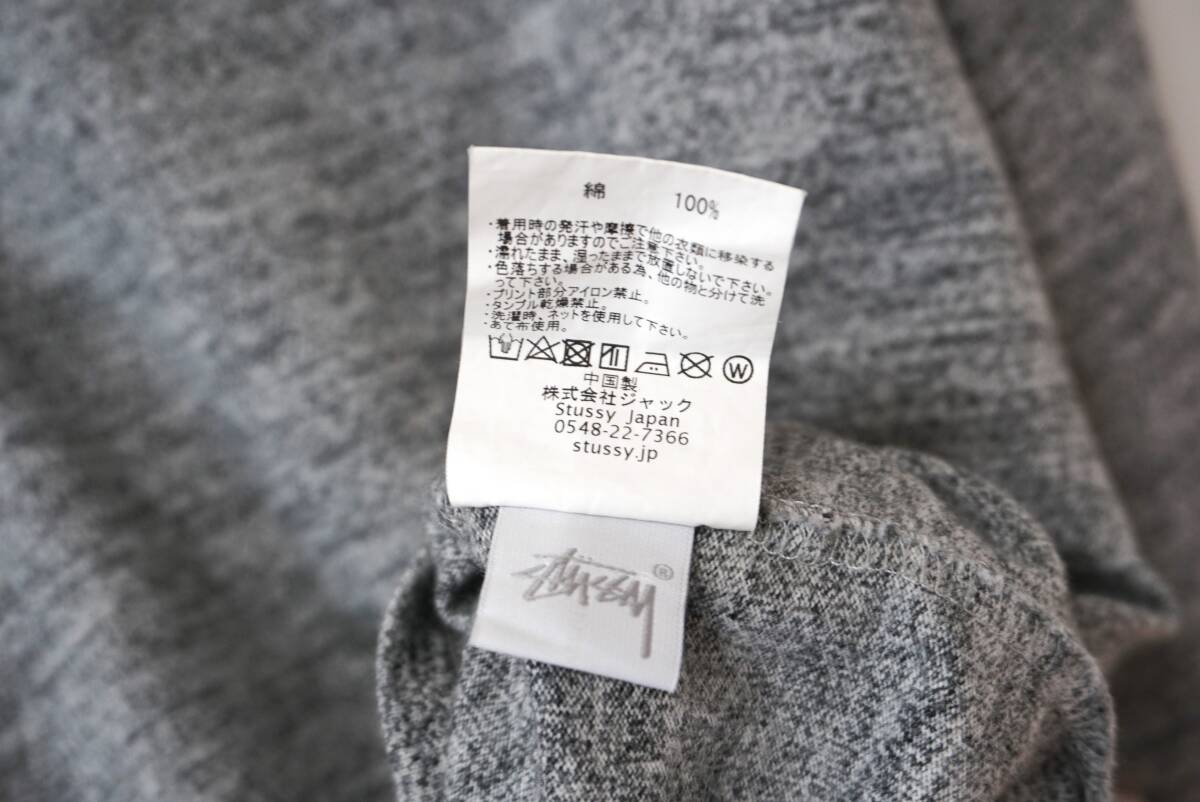 綿 100%
・着用時の発汗や摩擦で他の衣類に移染する
場合がありますのでご注意下さい。
・濡れたまま、湿ったままで放置しないで下さい。
・色落ちする場合がある為、他の物と分けて洗
って下さい。
・プリント部分アイロン禁止。
・タンブル乾燥禁止。
・洗濯時、ネットを使用して下さい。
・あて布使用。
W
中国製
株式会社ジャック
Stussy Japan
0548-22-7366
stussy.jp
Stüssy ®